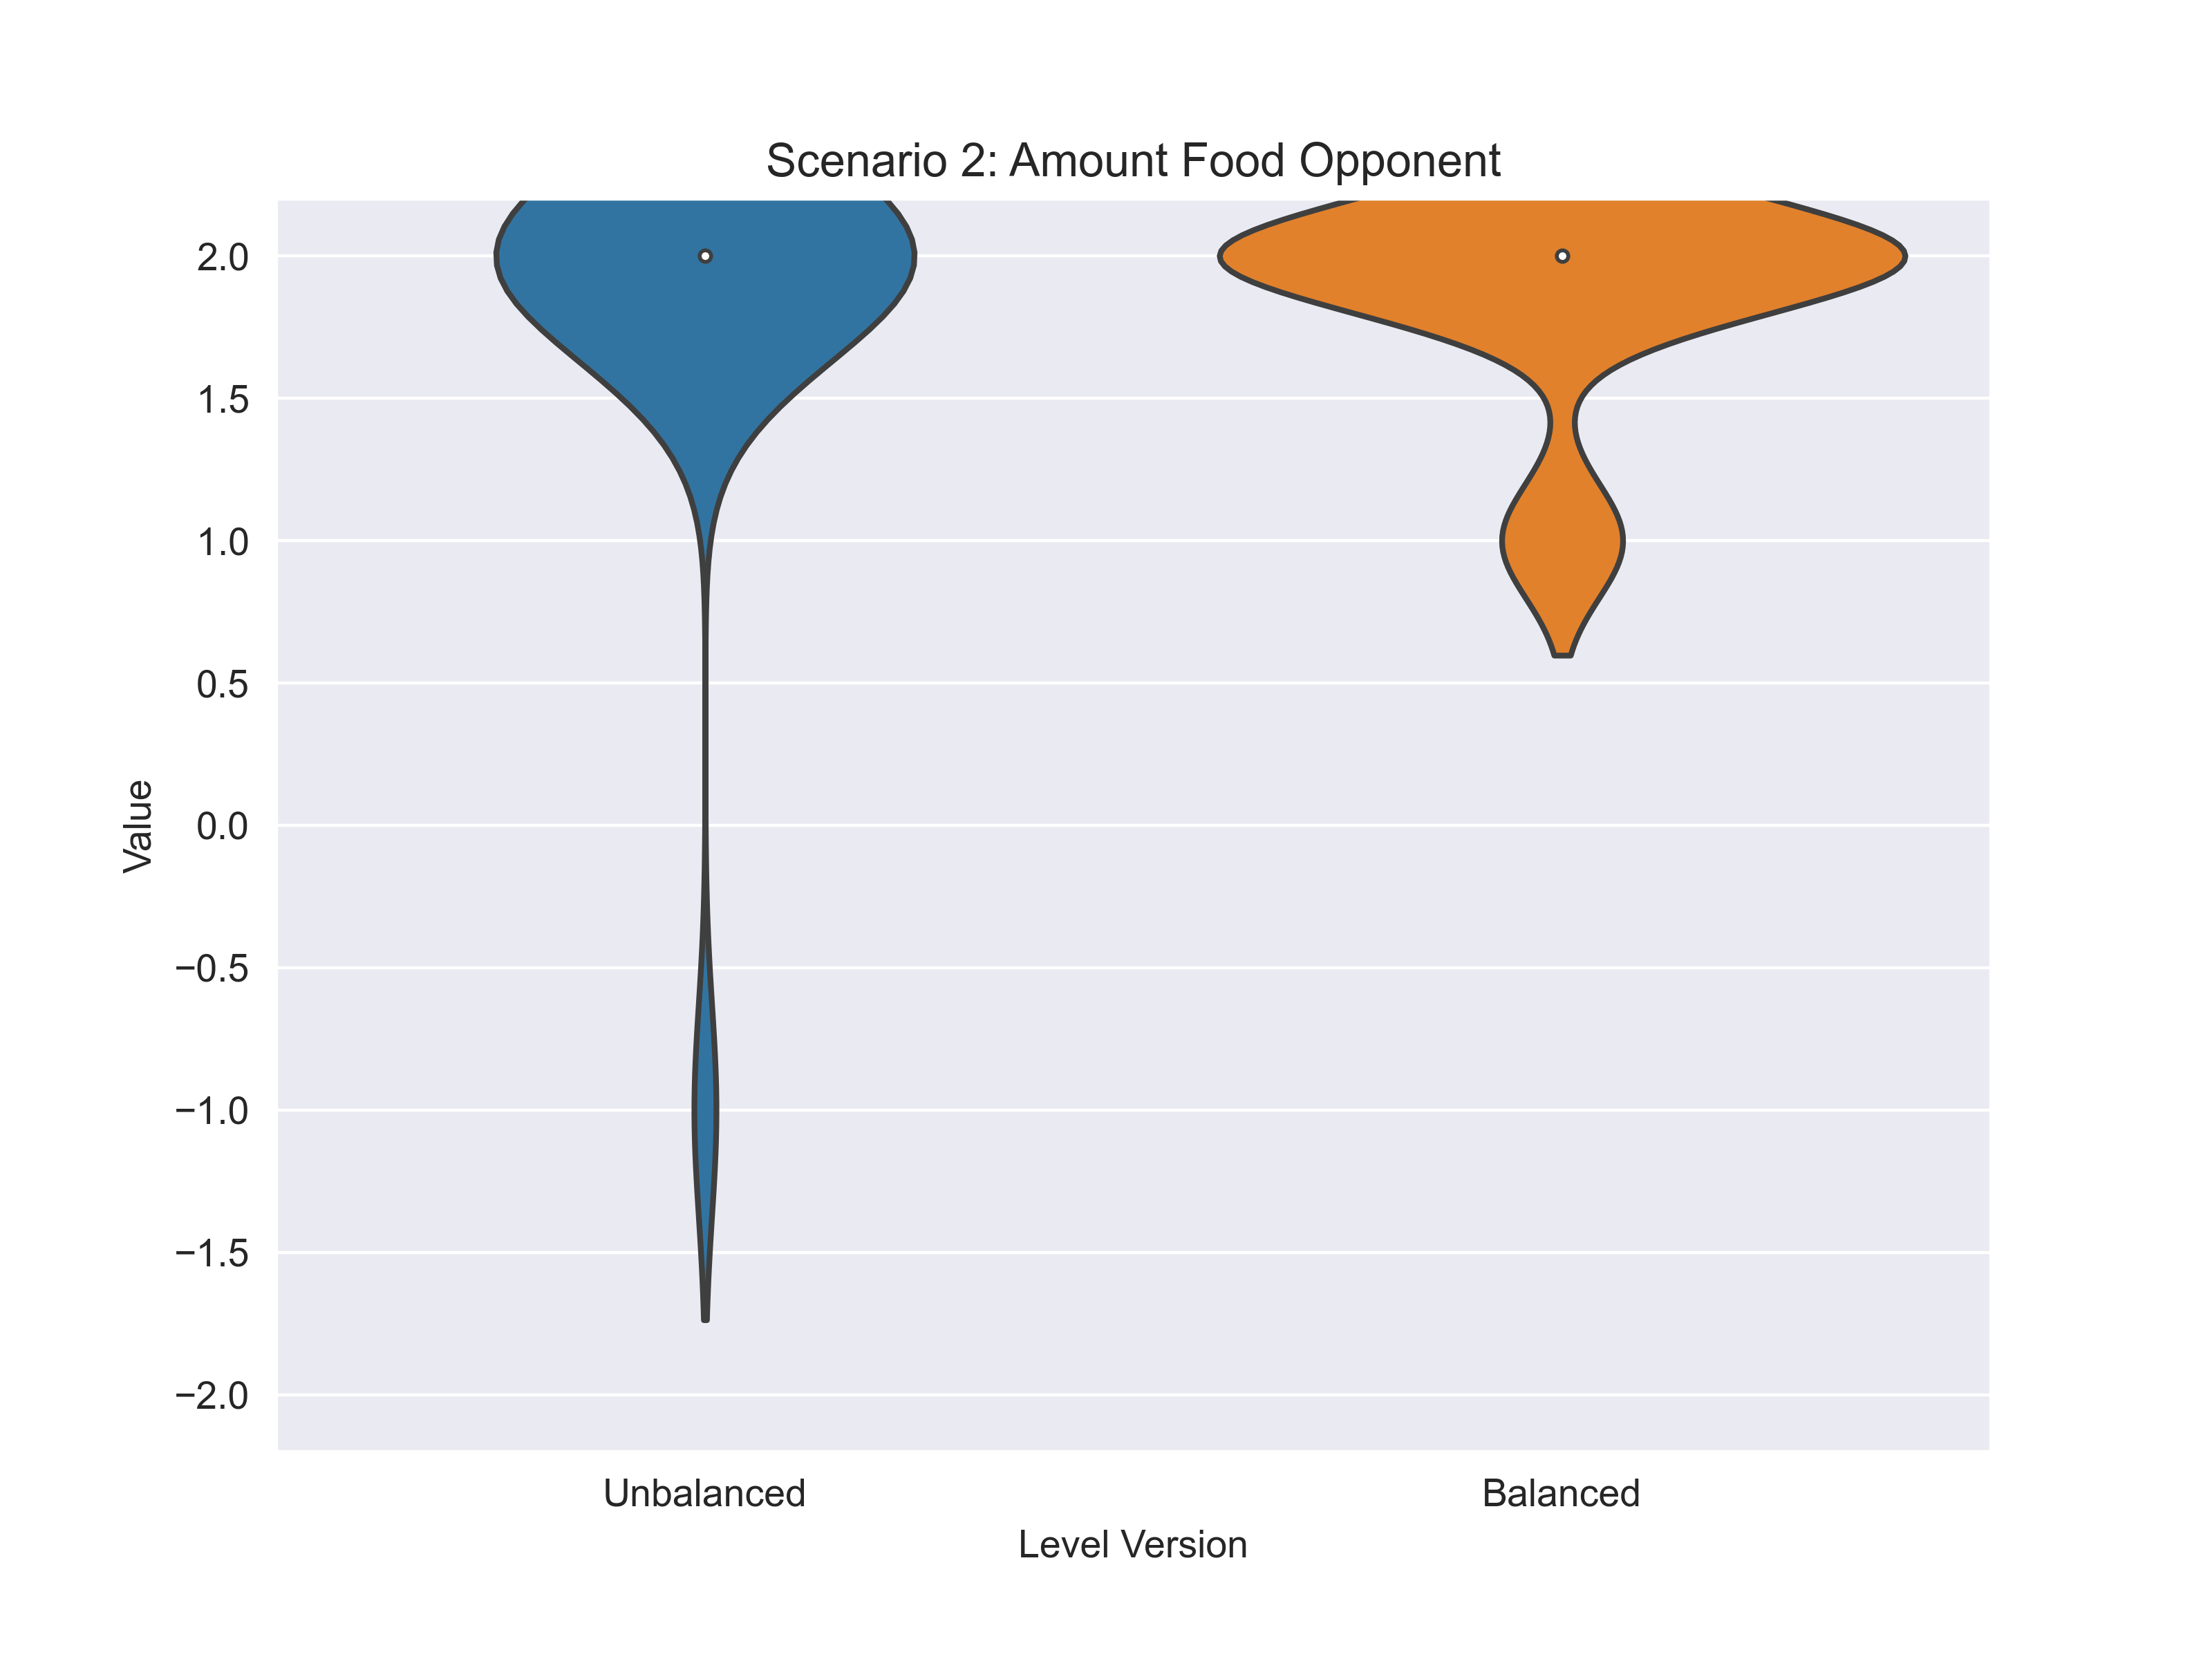 Scenario 2: Amount Food Opponent
2.0
1.5
1.0
0.5
0.0
−0.5
−1.0
−1.5
−2.0
Value
Unbalanced
Balanced
Level Version